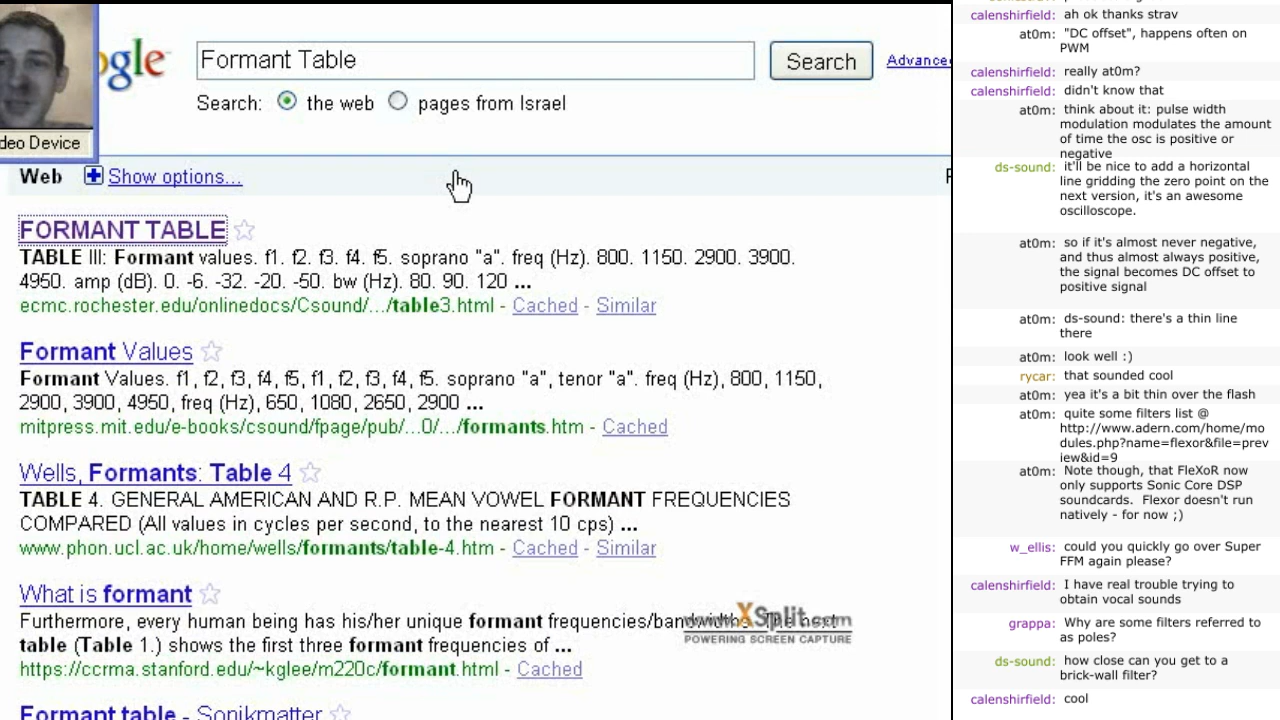 ogle
Formant Table
Search
Advance
Search: the web pages from Israel
deo Device
Web Show options...
FORMANT TABLE
TABLE III: Formant values. f1. f2. f3. f4. f5. soprano "a". freq (Hz). 800. 1150. 2900. 3900.
4950. amp (dB). 0. -6. -32. -20. -50. bw (Hz). 80. 90. 120 ...
ecmc.rochester.edu/onlinedocs/Csound/.../table3.html - Cached - Similar
Formant Values
Formant Values. f1, f2, f3, f4, f5, f1, f2, f3, f4, f5. soprano "a", tenor "a". freq (Hz), 800, 1150,
2900, 3900, 4950, freq (Hz), 650, 1080, 2650, 2900 ...
mitpress.mit.edu/e-books/csound/fpage/pub/...0/.../formants.htm - Cached
Wells, Formants: Table 4
TABLE 4. GENERAL AMERICAN AND R.P. MEAN VOWEL FORMANT FREQUENCIES
COMPARED (All values in cycles per second, to the nearest 10 cps) ...
www.phon.ucl.ac.uk/home/wells/formants/table-4.htm - Cached - Similar
What is formant
Furthermore, every human being has his/her unique formant frequencies/bandwidths. The next
table (Table 1.) shows the first three formant frequencies of ...
https://ccrma.stanford.edu/~kglee/m220c/formant.html - Cached
Formant table - Sonikmatter
www.XSplit.com
POWERING SCREEN CAPTURE
calenshirfield: ah ok thanks strav
at0m: "DC offset", happens often on
PWM
calenshirfield: really at0m?
calenshirfield: didn't know that
at0m: think about it: pulse width
modulation modulates the amount
of time the osc is positive or
negative
ds-sound: it'll be nice to add a horizontal
line gridding the zero point on the
next version, it's an awesome
oscilloscope.
at0m: so if it's almost never negative,
and thus almost always positive,
the signal becomes DC offset to
positive signal
at0m: ds-sound: there's a thin line
there
at0m: look well :)
rycar: that sounded cool
at0m: yea it's a bit thin over the flash
at0m: quite some filters list @
http://www.adern.com/home/mo
dules.php?name=flexor&file=prev
iew&id=9
at0m: Note though, that FleXoR now
only supports Sonic Core DSP
soundcards. Flexor doesn't run
natively - for now ;)
w_ellis: could you quickly go over Super
FFM again please?
calenshirfield: I have real trouble trying to
obtain vocal sounds
grappa: Why are some filters referred to
as poles?
ds-sound: how close can you get to a
brick-wall filter?
calenshirfield: cool